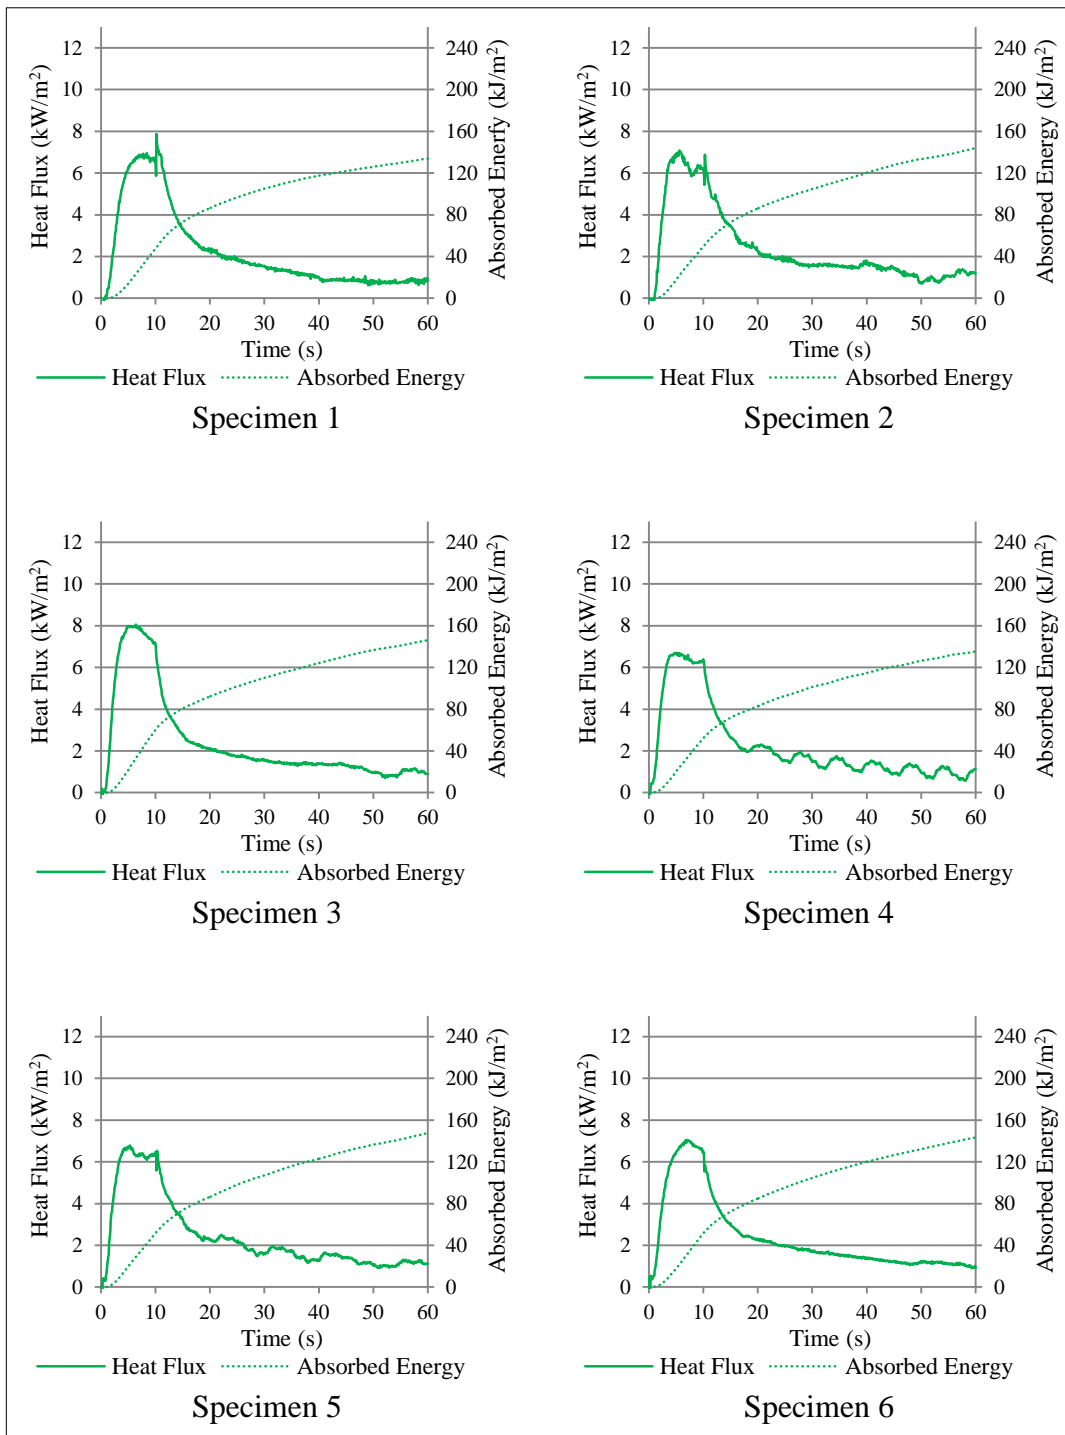 Heat Flux (kW/m²)
12
10
8
6
4
2
0
240
200
160
120
80
40
0
Absorbed Enerfy (kJ/m²)
0 10 20 30 40 50 60
Time (s)
Heat Flux Absorbed Energy
Specimen 1
Heat Flux (kW/m²)
12
10
8
6
4
2
0
240
200
160
120
80
40
0
Absorbed Energy (kJ/m²)
0 10 20 30 40 50 60
Time (s)
Heat Flux Absorbed Energy
Specimen 2
Heat Flux (kW/m²)
12
10
8
6
4
2
0
240
200
160
120
80
40
0
Absorbed Energy (kJ/m²)
0 10 20 30 40 50 60
Time (s)
Heat Flux Absorbed Energy
Specimen 3
Heat Flux (kW/m²)
12
10
8
6
4
2
0
240
200
160
120
80
40
0
Absorbed Energy (kJ/m²)
0 10 20 30 40 50 60
Time (s)
Heat Flux Absorbed Energy
Specimen 4
Heat Flux (kW/m²)
12
10
8
6
4
2
0
240
200
160
120
80
40
0
Absorbed Energy (kJ/m²)
0 10 20 30 40 50 60
Time (s)
Heat Flux Absorbed Energy
Specimen 5
Heat Flux (kW/m²)
12
10
8
6
4
2
0
240
200
160
120
80
40
0
Absorbed Energy (kJ/m²)
0 10 20 30 40 50 60
Time (s)
Heat Flux Absorbed Energy
Specimen 6